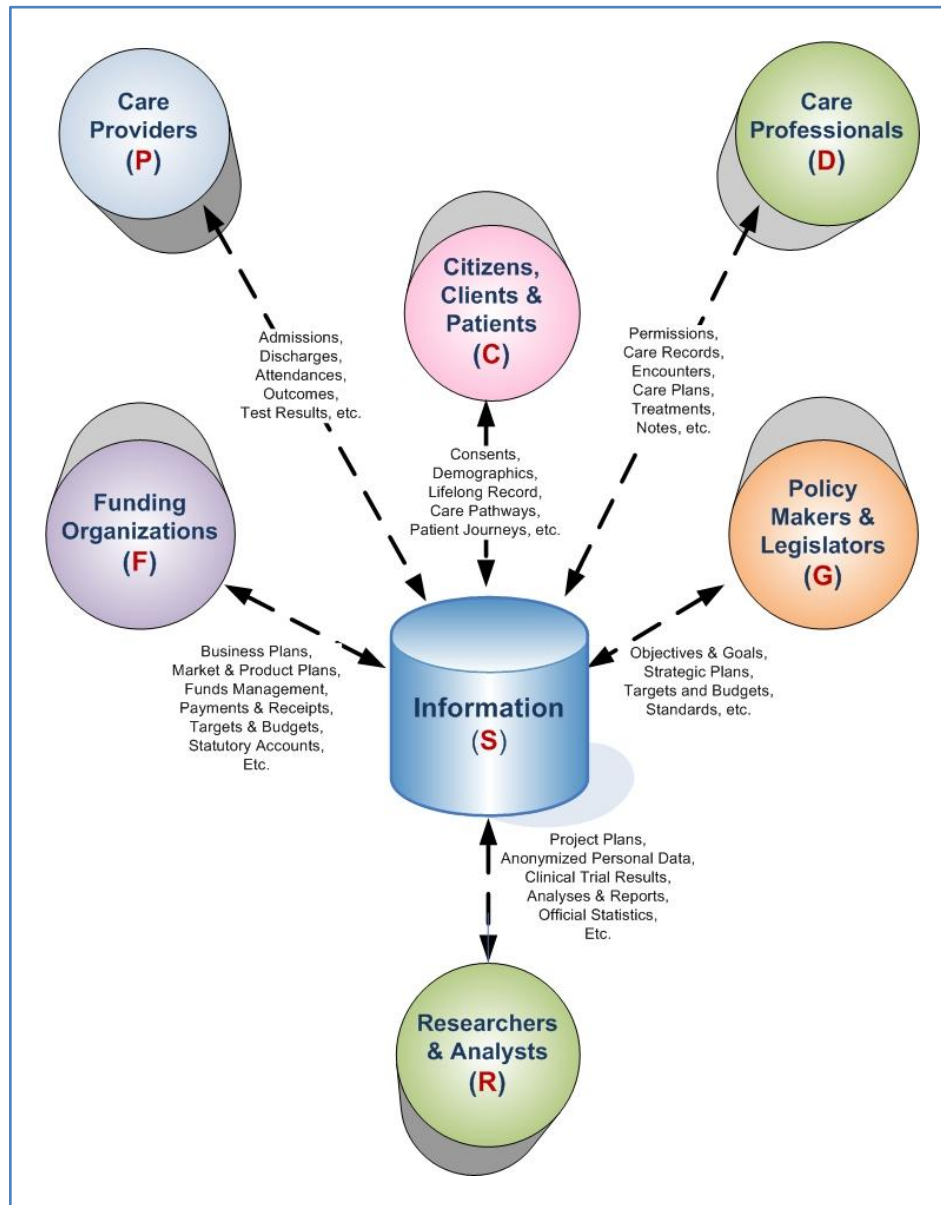 Care
Providers
(P)
Care
Professionals
(D)
Citizens,
Clients &
Patients
(C)
Admissions,
Discharges,
Attendances,
Outcomes,
Test Results, etc.
Permissions,
Care Records,
Encounters,
Care Plans,
Treatments,
Notes, etc.
Consents,
Demographics,
Lifelong Record,
Care Pathways,
Patient Journeys, etc.
Funding
Organizations
(F)
Policy
Makers &
Legislators
(G)
Business Plans,
Market & Product Plans,
Funds Management,
Payments & Receipts,
Targets & Budgets,
Statutory Accounts,
Etc.
Information
(S)
Objectives & Goals,
Strategic Plans,
Targets and Budgets,
Standards, etc.
Project Plans,
Anonymized Personal Data,
Clinical Trial Results,
Analyses & Reports,
Official Statistics,
Etc.
Researchers
& Analysts
(R)